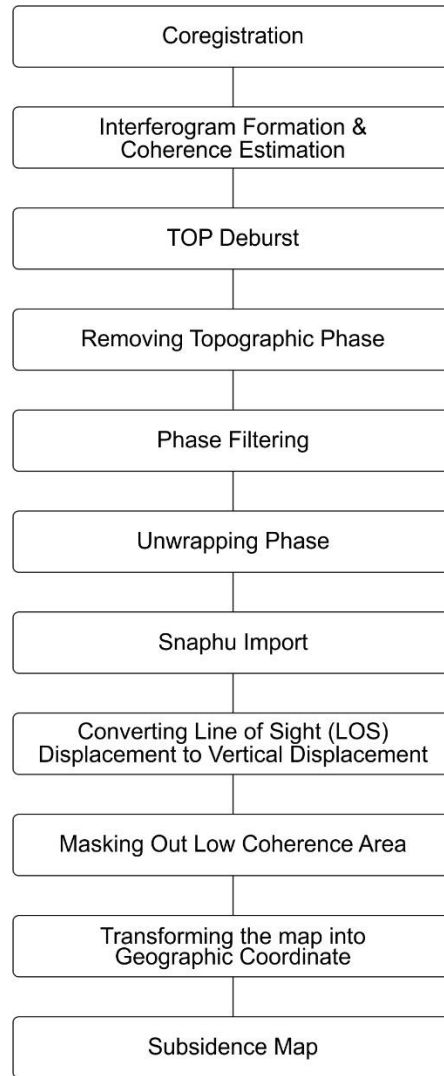 Coregistration
Interferogram Formation &
Coherence Estimation
TOP Deburst
Removing Topographic Phase
Phase Filtering
Unwrapping Phase
Snaphu Import
Converting Line of Sight (LOS)
Displacement to Vertical Displacement
Masking Out Low Coherence Area
Transforming the map into
Geographic Coordinate
Subsidence Map